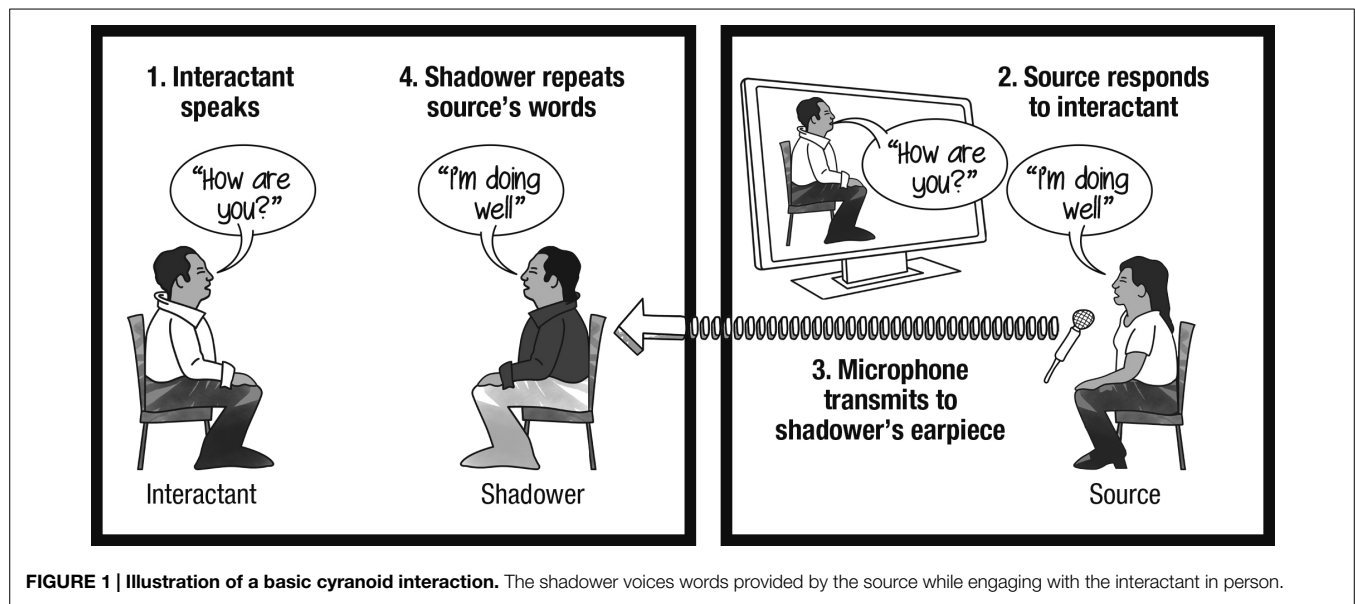 1. Interactant
speaks
“How are
you?”
Interactant
4. Shadower repeats
source’s words
“I’m doing
well”
Shadower
“How are
you?”
2. Source responds
to interactant
“I’m doing
well”
3. Microphone
transmits to
shadower’s earpiece
Source
FIGURE 1 | Illustration of a basic cyranoid interaction. The shadower voices words provided by the source while engaging with the interactant in person.